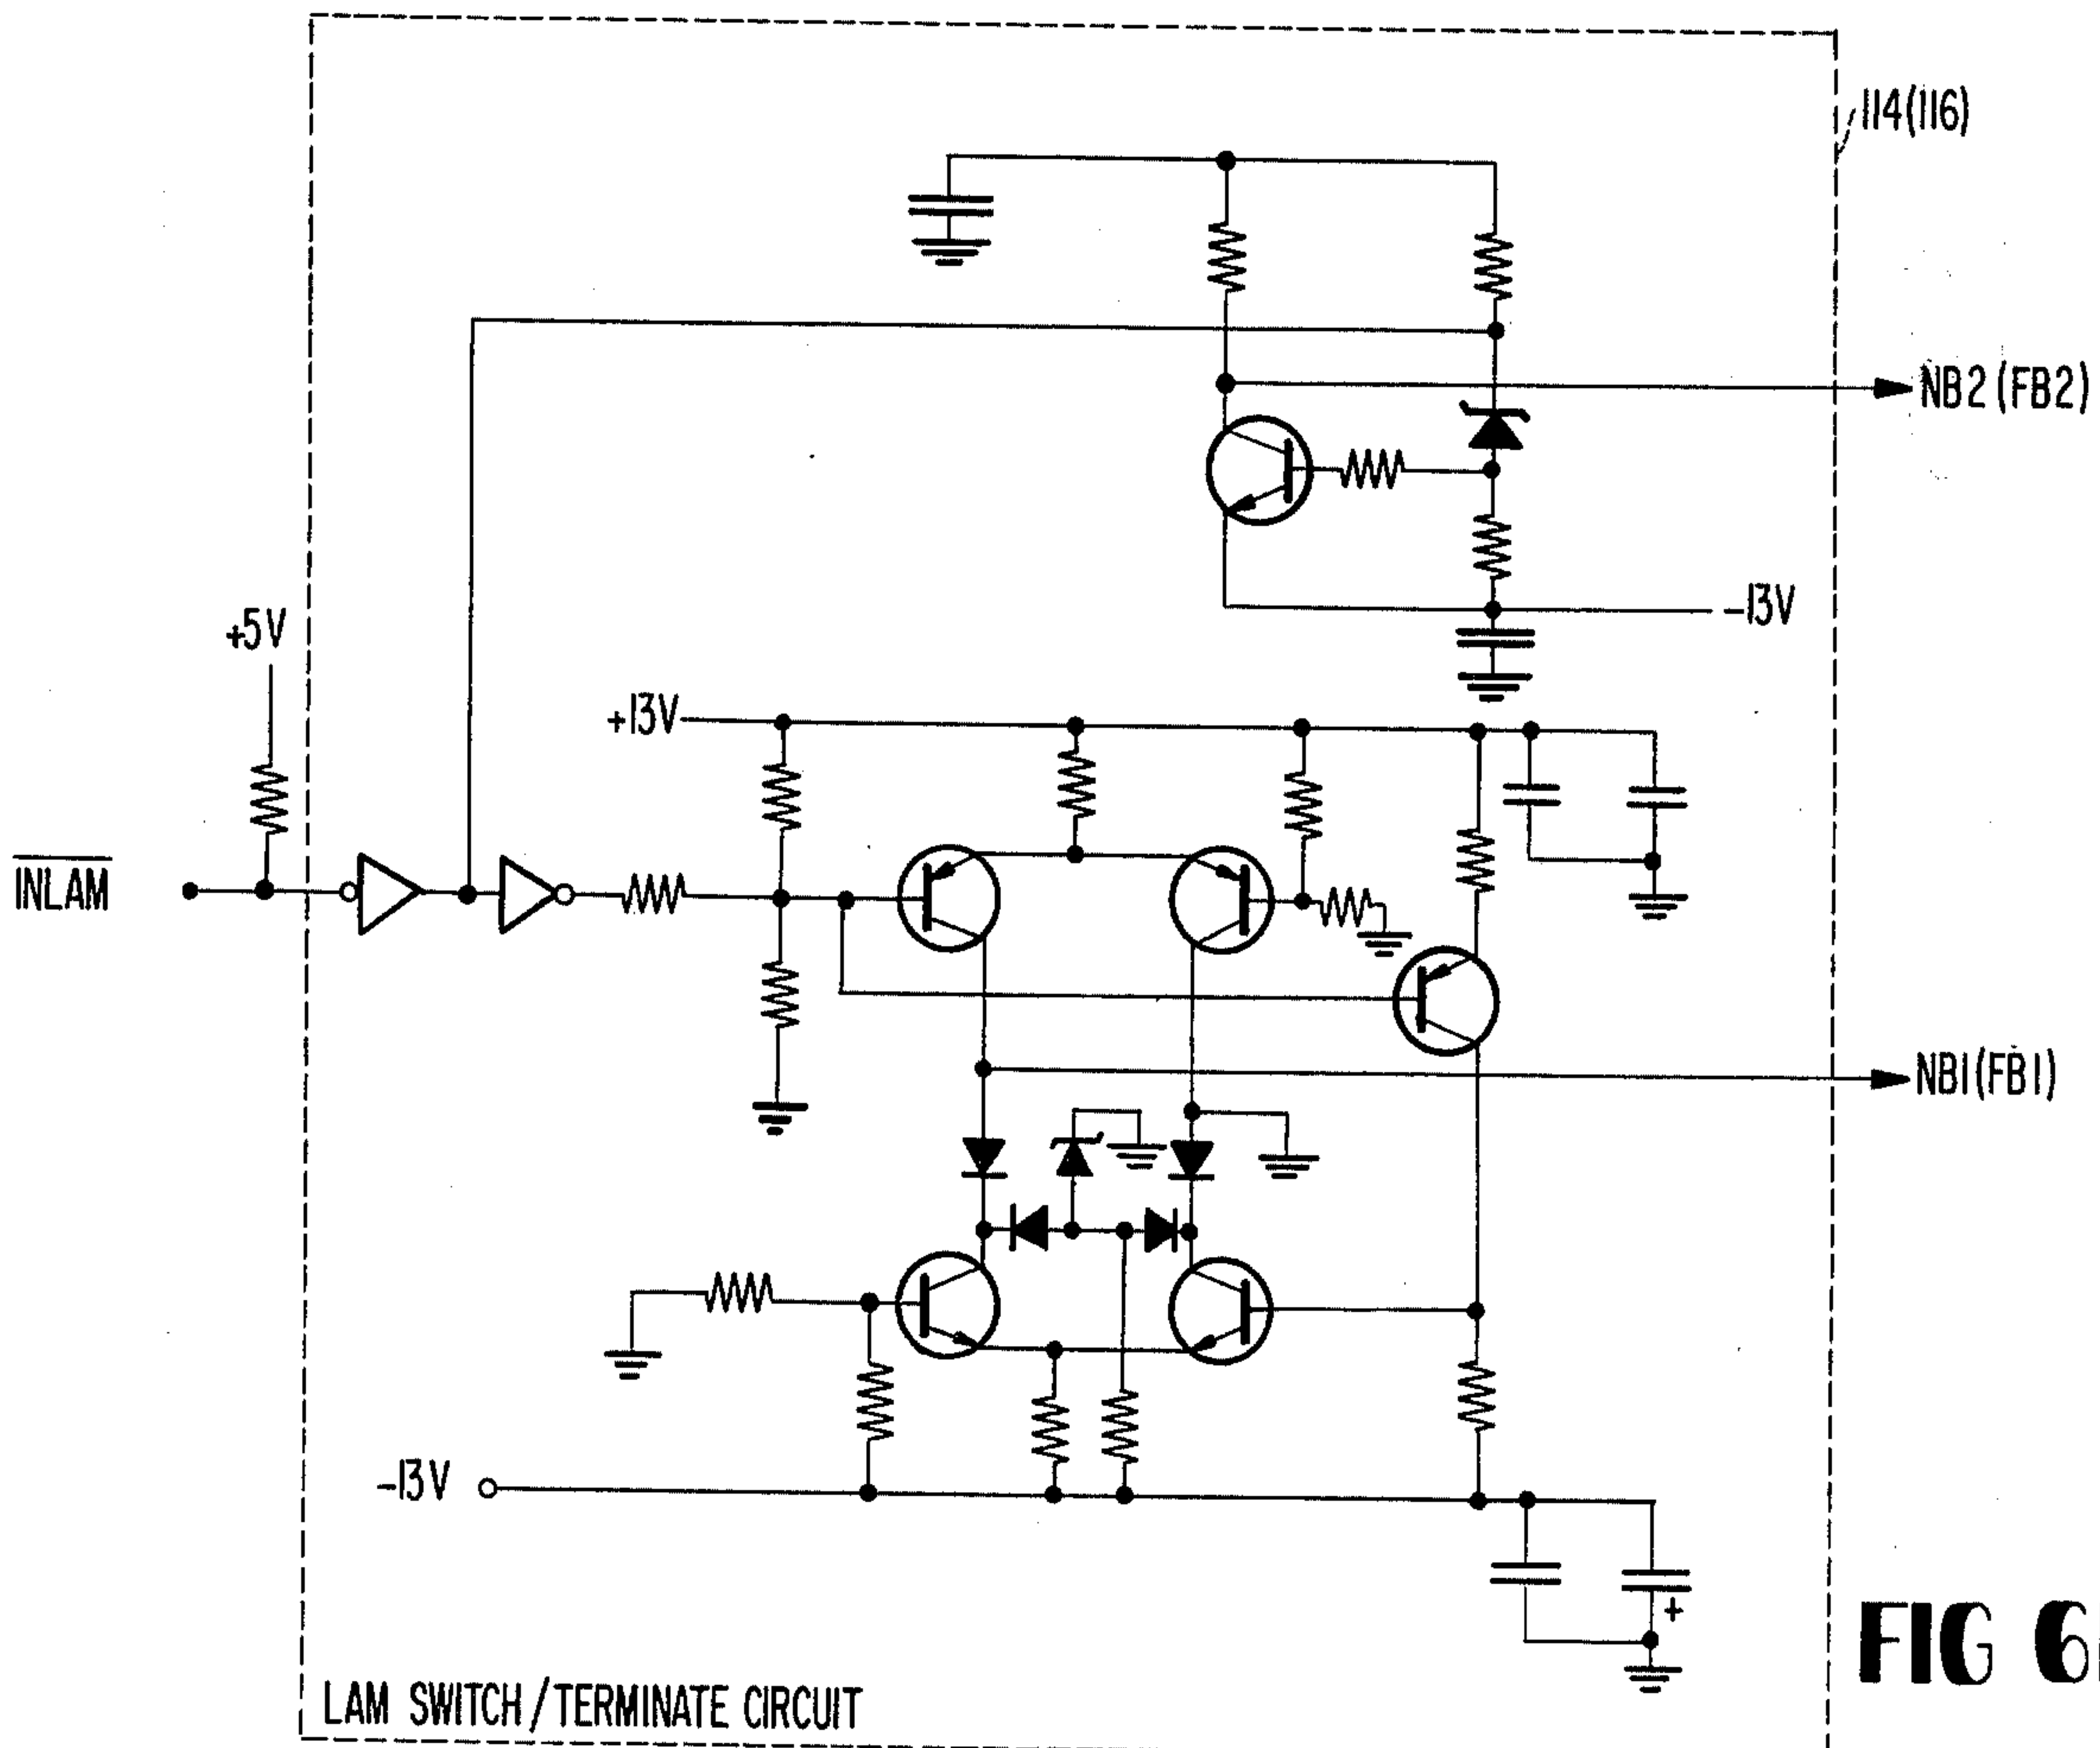 114(116)
NB2(FB2)
+5V
-13V
+13V
INLAM
NB1(FB1)
-13V
+
FIG 6
LAM SWITCH/TERMINATE CIRCUIT